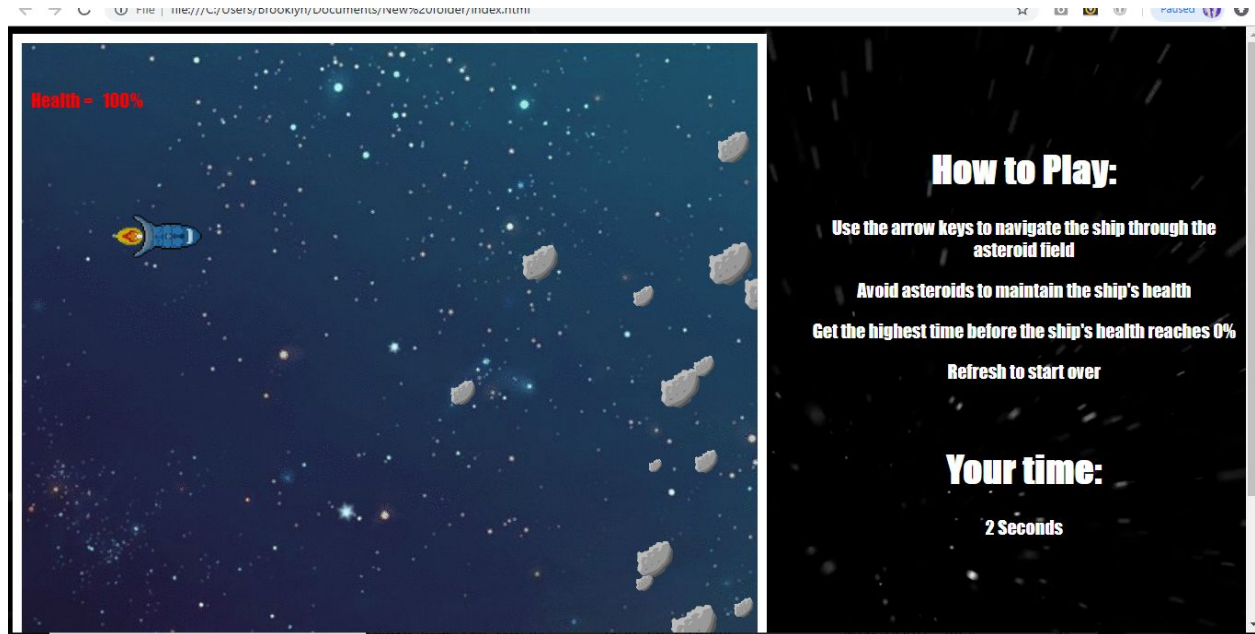 File | file:///C:/Users/Brooklyn/Documents/New%20folder/index.html
Paused
Health = 100%
How to Play:
Use the arrow keys to navigate the ship through the
asteroid field
Avoid asteroids to maintain the ship's health
Get the highest time before the ship's health reaches 0%
Refresh to start over
Your time:
2 Seconds